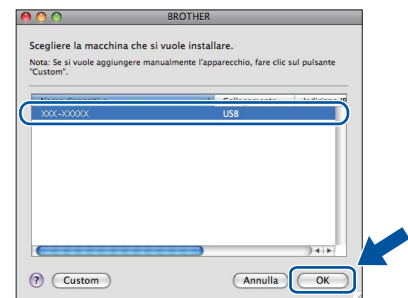 BROTHER
Scegliere la macchina che si vuole installare.
Nota: Se si vuole aggiungere manualmente l'apparecchio, fare clic sul pulsante
"Custom".
XXX-XXXXX USB
? Custom Annulla OK